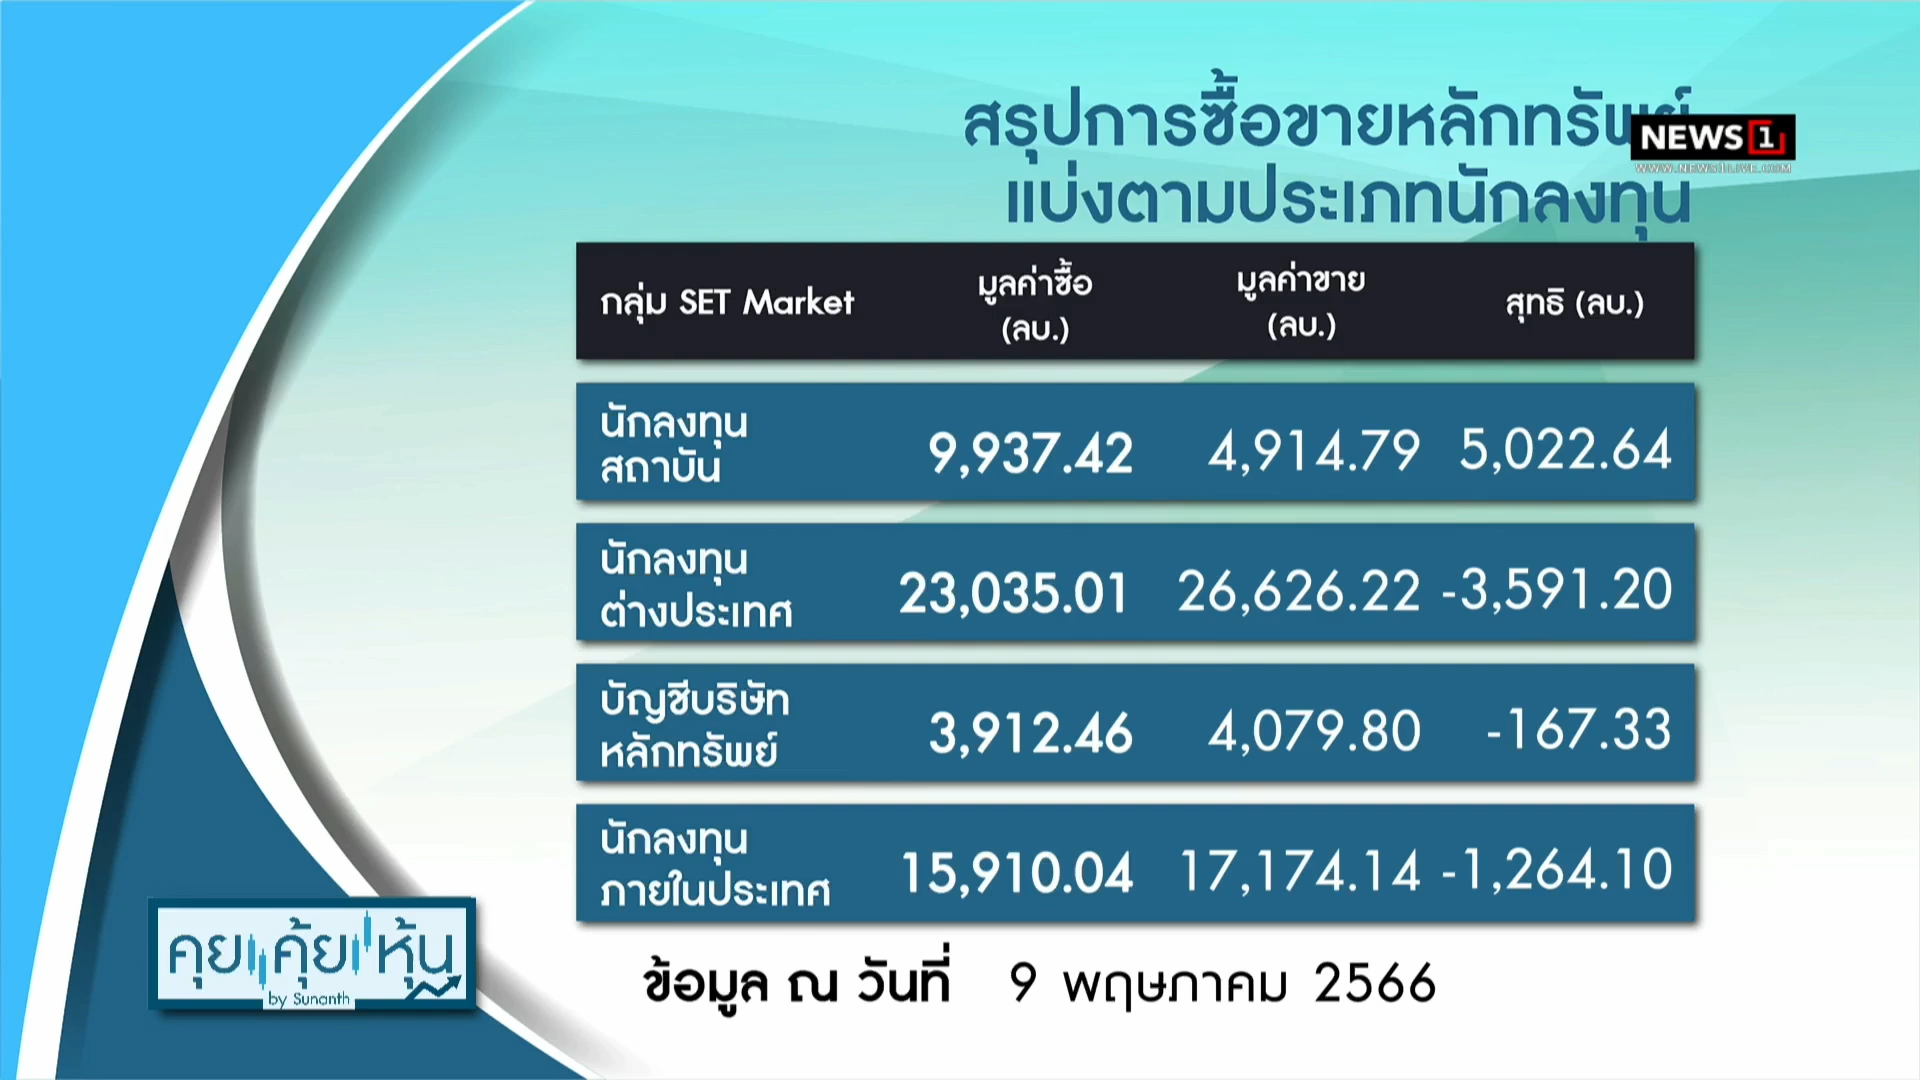 สรุปการซื้อขายหลักทรัพย์
NEWS 1
WWW.NEWS1LIVE.COM
แบ่งตามประเภทนักลงทุน
กลุ่ม SET Market
มูลค่าซื้อ
(ลบ.)
มูลค่าขาย
(ลบ.)
สุทธิ (ลบ.)
นักลงทุน
สถาบัน
9,937.42 4,914.79 5,022.64
นักลงทุน
ต่างประเทศ
23,035.01 26,626.22 -3,591.20
บัญชีบริษัท
หลักทรัพย์
3,912.46 4,079.80 -167.33
นักลงทุน
ภายในประเทศ
15,910.04 17,174.14 -1,264.10
คุย คุ้ย หุ้น
by Sunanth
ข้อมูล ณ วันที่ 9 พฤษภาคม 2566